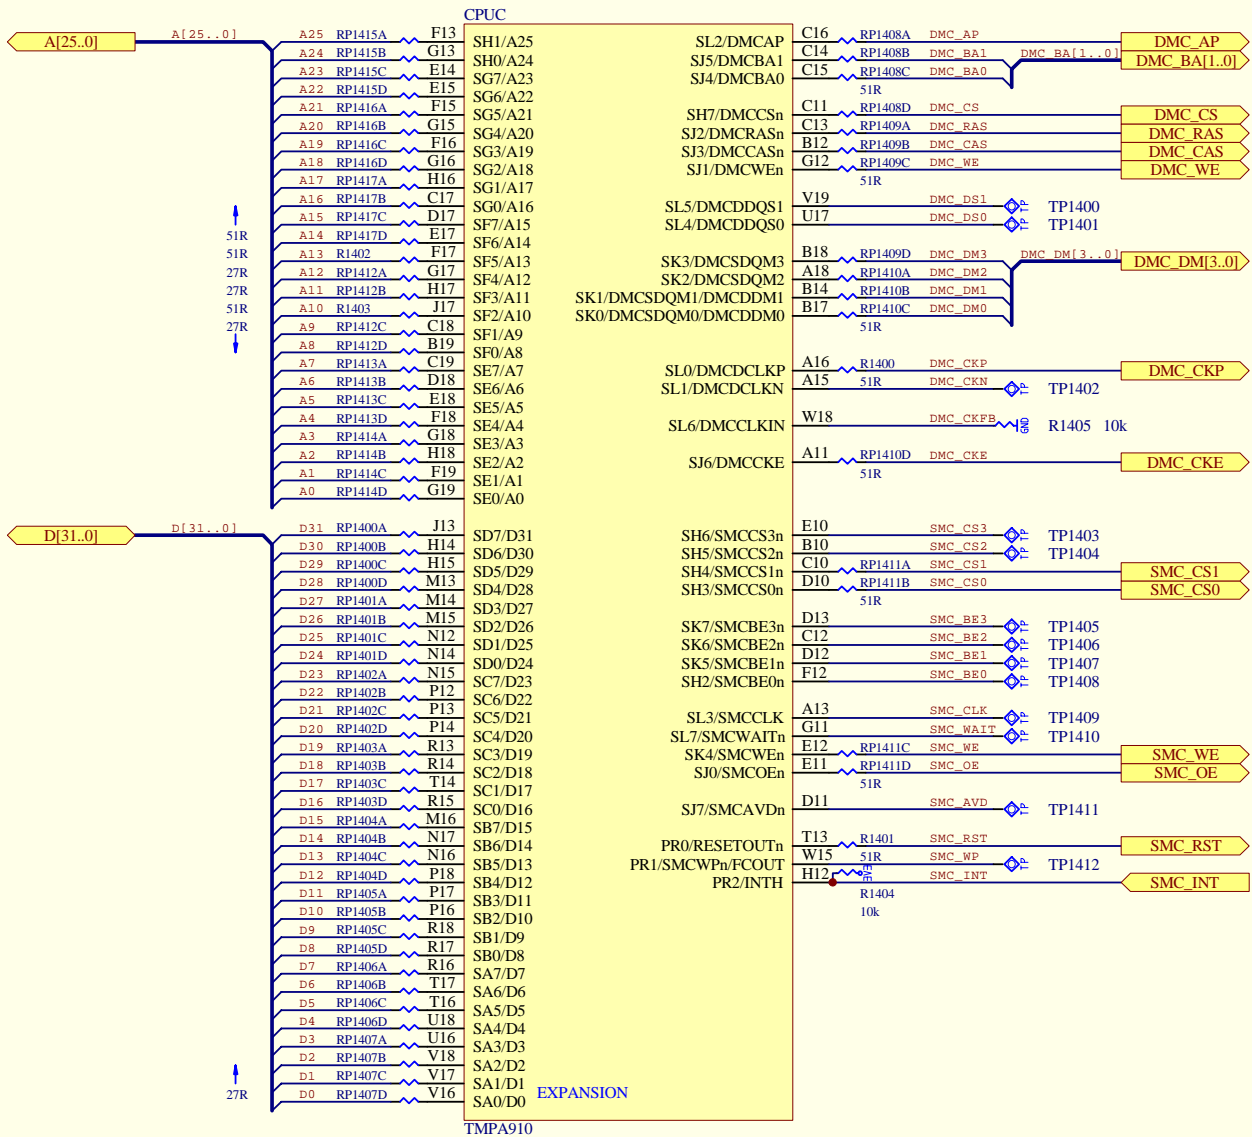 CPUC
A[25..0]
A[25..0]
A25 RP1415A F13 SH1/A25
A24 RP1415B G13 SH0/A24
A23 RP1415C E14 SG7/A23
A22 RP1415D E15 SG6/A22
A21 RP1416A F15 SG5/A21
A20 RP1416B G15 SG4/A20
A19 RP1416C F16 SG3/A19
A18 RP1416D G16 SG2/A18
A17 RP1417A H16 SG1/A17
A16 RP1417B C17 SG0/A16
A15 RP1417C D17 SF7/A15
A14 RP1417D E17 SF6/A14
A13 R1402 F17 SF5/A13
A12 RP1412A G17 SF4/A12
A11 RP1412B H17 SF3/A11
A10 R1403 J17 SF2/A10
A9 RP1412C C18 SF1/A9
A8 RP1412D B19 SF0/A8
A7 RP1413A C19 SE7/A7
A6 RP1413B D18 SE6/A6
A5 RP1413C E18 SE5/A5
A4 RP1413D F18 SE4/A4
A3 RP1414A G18 SE3/A3
A2 RP1414B H18 SE2/A2
A1 RP1414C F19 SE1/A1
A0 RP1414D G19 SE0/A0
51R
51R
27R
27R
51R
27R
D[31..0]
D[31..0]
D31 RP1400A J13 SD7/D31
D30 RP1400B H14 SD6/D30
D29 RP1400C H15 SD5/D29
D28 RP1400D M13 SD4/D28
D27 RP1401A M14 SD3/D27
D26 RP1401B M15 SD2/D26
D25 RP1401C N12 SD1/D25
D24 RP1401D N14 SD0/D24
D23 RP1402A N15 SC7/D23
D22 RP1402B P12 SC6/D22
D21 RP1402C P13 SC5/D21
D20 RP1402D P14 SC4/D20
D19 RP1403A R13 SC3/D19
D18 RP1403B R14 SC2/D18
D17 RP1403C T14 SC1/D17
D16 RP1403D R15 SC0/D16
D15 RP1404A M16 SB7/D15
D14 RP1404B N17 SB6/D14
D13 RP1404C N16 SB5/D13
D12 RP1404D P18 SB4/D12
D11 RP1405A P17 SB3/D11
D10 RP1405B P16 SB2/D10
D9 RP1405C R18 SB1/D9
D8 RP1405D R17 SB0/D8
D7 RP1406A R16 SA7/D7
D6 RP1406B T17 SA6/D6
D5 RP1406C T16 SA5/D5
D4 RP1406D U18 SA4/D4
D3 RP1407A U16 SA3/D3
D2 RP1407B V18 SA2/D2
D1 RP1407C V17 SA1/D1
D0 RP1407D V16 SA0/D0
27R
EXPANSION
TMPA910
SL2/DMCAP C16 RP1408A DMC_AP DMC_AP
SJ5/DMCBA1 C14 RP1408B DMC_BA1 DMC_BA[1..0] DMC_BA[1..0]
SJ4/DMCBA0 C15 RP1408C DMC_BA0
51R
SH7/DMCCSn C11 RP1408D DMC_CS DMC_CS
SJ2/DMCRASn C13 RP1409A DMC_RAS DMC_RAS
SJ3/DMCCASn B12 RP1409B DMC_CAS DMC_CAS
SJ1/DMCWEn G12 RP1409C DMC_WE DMC_WE
51R
SL5/DMCDDQS1 V19 DMC_DS1 TP TP1400
SL4/DMCDDQS0 U17 DMC_DS0 TP TP1401
SK3/DMCSDQM3 B18 RP1409D DMC_DM3 DMC_DM[3..0] DMC_DM[3..0]
SK2/DMCSDQM2 A18 RP1410A DMC_DM2
SK1/DMCSDQM1/DMCDDM1 B14 RP1410B DMC_DM1
SK0/DMCSDQM0/DMCDDM0 B17 RP1410C DMC_DM0
51R
SL0/DMCDCLKP A16 R1400 DMC_CKP DMC_CKP
SL1/DMCDCLKN A15 51R DMC_CKN TP TP1402
SL6/DMCCLKIN W18 DMC_CKFB GND R1405 10k
SJ6/DMCCKE A11 RP1410D DMC_CKE DMC_CKE
51R
SH6/SMCCS3n E10 SMC_CS3 TP TP1403
SH5/SMCCS2n B10 SMC_CS2 TP TP1404
SH4/SMCCS1n C10 RP1411A SMC_CS1 SMC_CS1
SH3/SMCCS0n D10 RP1411B SMC_CS0 SMC_CS0
51R
SK7/SMCBE3n D13 SMC_BE3 TP TP1405
SK6/SMCBE2n C12 SMC_BE2 TP TP1406
SK5/SMCBE1n D12 SMC_BE1 TP TP1407
SH2/SMCBE0n F12 SMC_BE0 TP TP1408
SL3/SMCCLK A13 SMC_CLK TP TP1409
SL7/SMCWAITn G11 SMC_WAIT TP TP1410
SK4/SMCWEn E12 RP1411C SMC_WE SMC_WE
SJ0/SMCOEn E11 RP1411D SMC_OE SMC_OE
51R
SJ7/SMCAVDn D11 SMC_AVD TP TP1411
PR0/RESETOUTn T13 R1401 SMC_RST SMC_RST
PR1/SMCWPn/FCOUT W15 51R SMC_WP TP TP1412
PR2/INTH H12 SMC_INT SMC_INT
R1404
10k